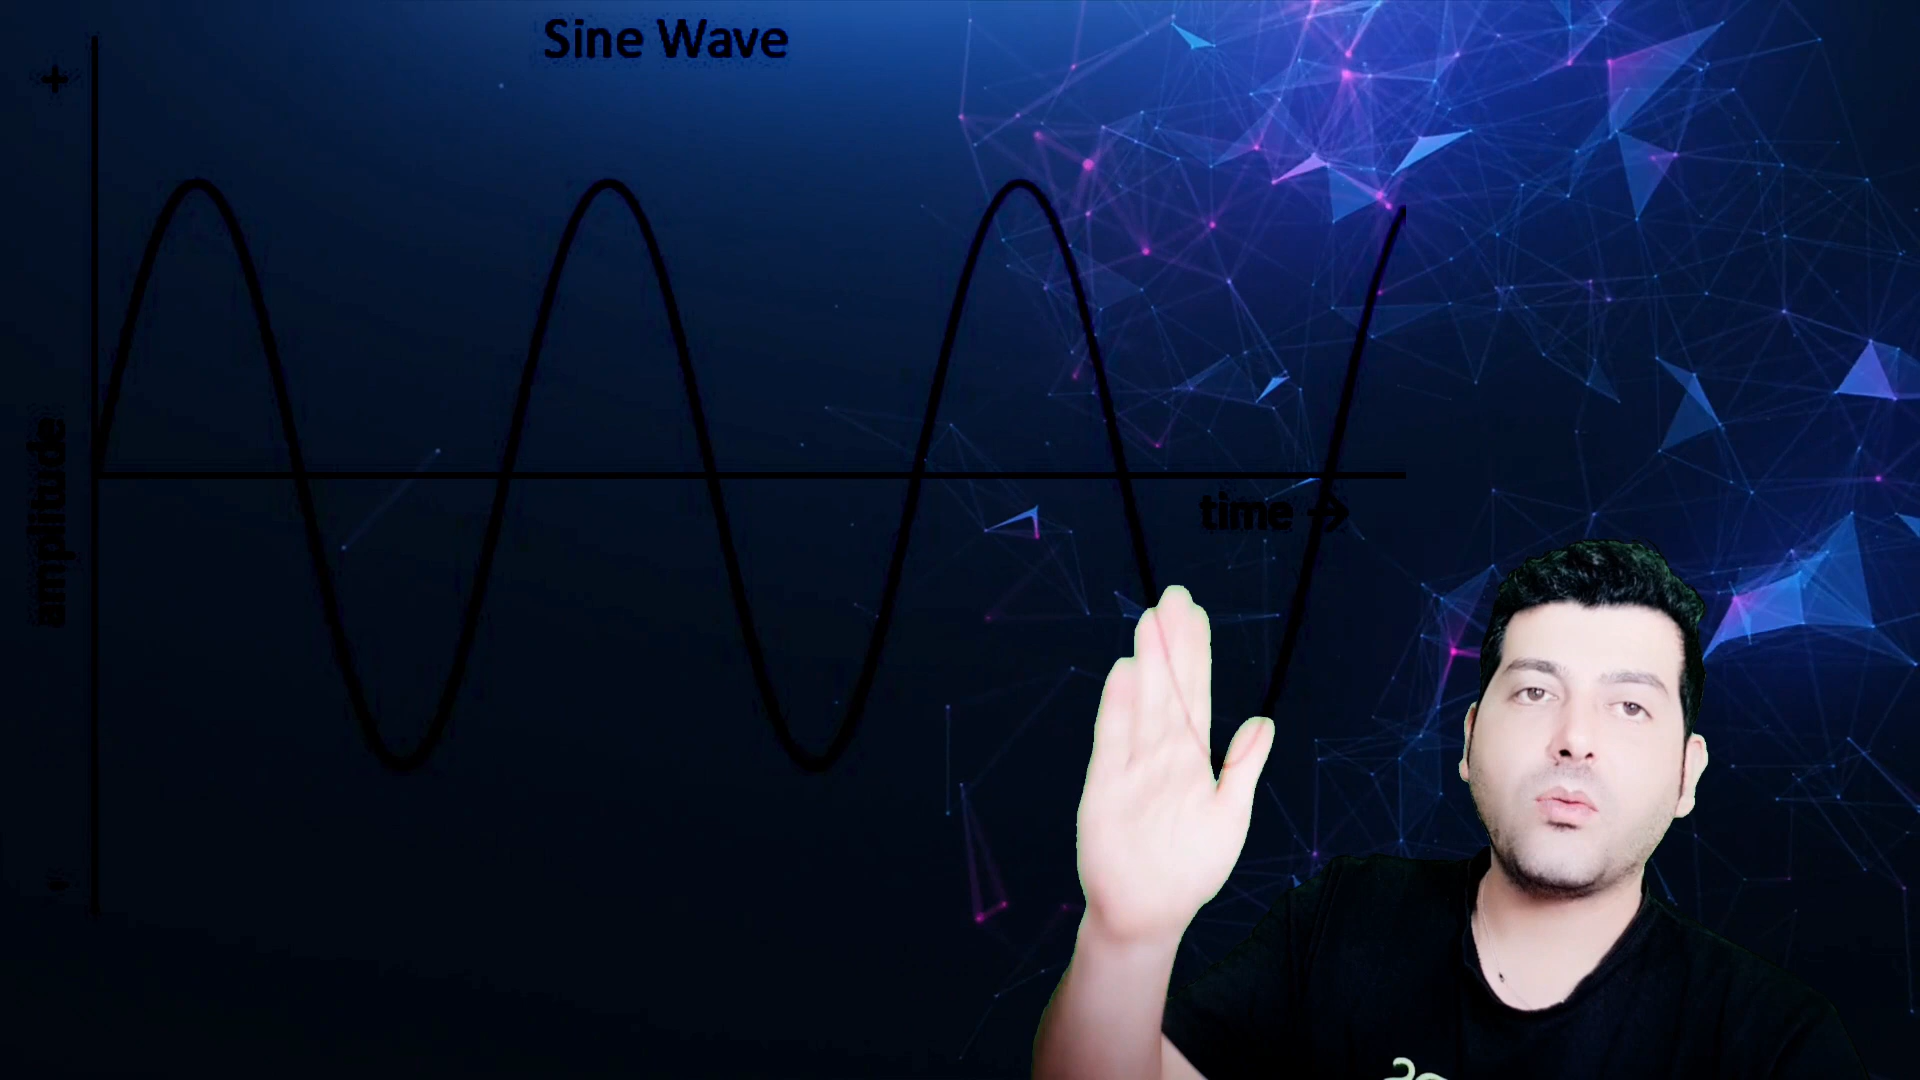 Sine Wave
+
amplitude
time →